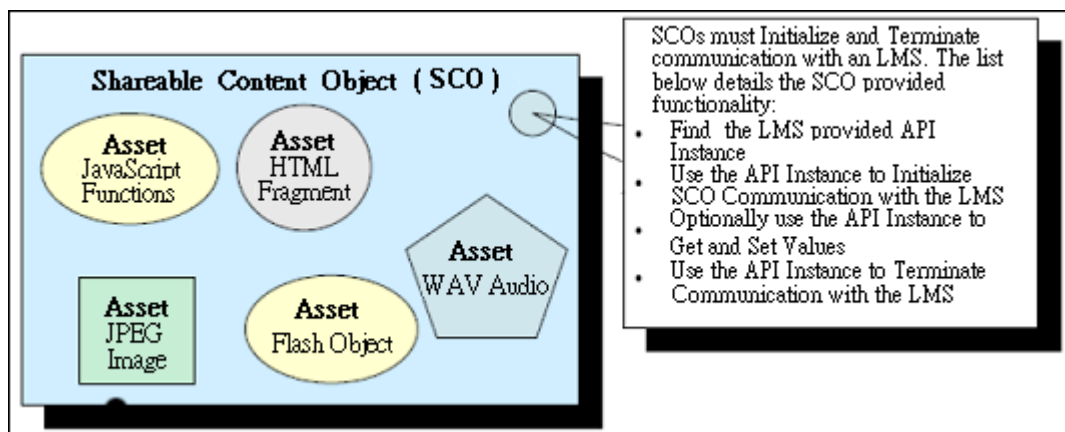 Shareable Content Object ( SCO )
Asset
JavaScript
Functions
Asset
HTML
Fragment
Asset
WAV Audio
Asset
JPEG
Image
Asset
Flash Object
SCOs must Initialize and Terminate
communication with an LMS. The list
below details the SCO provided
functionality:
• Find the LMS provided API
Instance
• Use the API Instance to Initialize
SCO Communication with the LMS
• Optionally use the API Instance to
Get and Set Values
• Use the API Instance to Terminate
Communication with the LMS